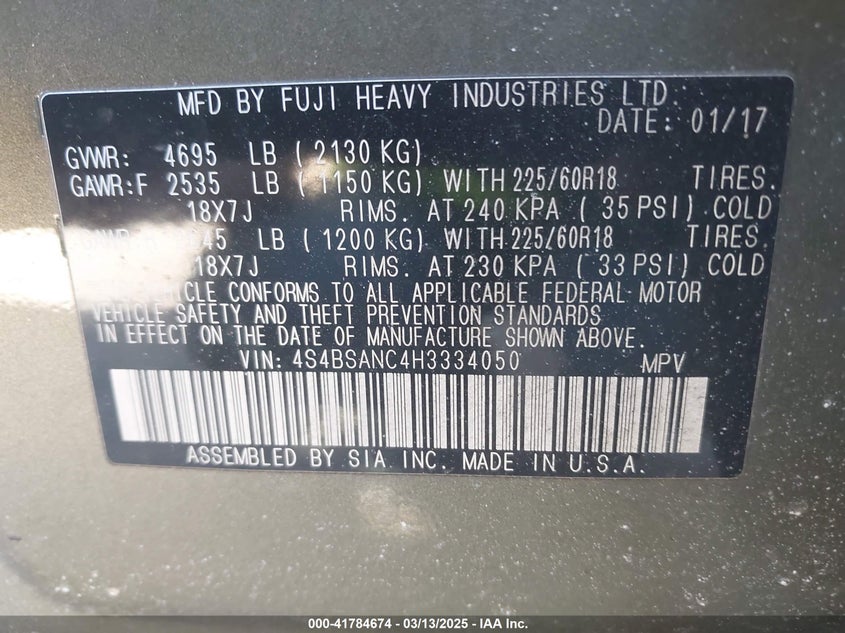 MFD BY FUJI HEAVY INDUSTRIES LTD.
DATE: 01/17
GVWR: 4695 LB ( 2130 KG)
GAWR:F 2535 LB ( 1150 KG) WITH 225/60R18 TIRES.
18X7J RIMS. AT 240 KPA ( 35 PSI) COLD
LB ( 1200 KG) WITH 225/60R18 TIRES.
18X7J RIMS. AT 230 KPA ( 33 PSI) COLD
CONFORMS TO ALL APPLICABLE FEDERAL MOTOR
VEHICLE SAFETY AND THEFT PREVENTION STANDARDS
IN EFFECT ON THE DATE OF MANUFACTURE SHOWN ABOVE.
VIN: 4S4BSANC4H3334050 MPV
ASSEMBLED BY SIA INC. MADE IN U.S.A.
000-41784674 - 03/13/2025 - IAA Inc.